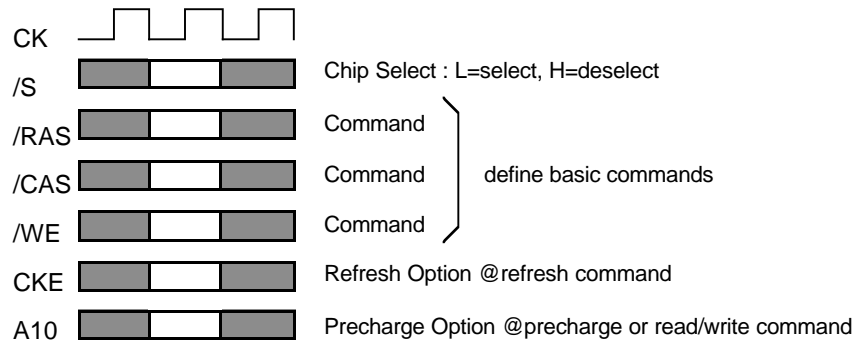 CK
/S Chip Select : L=select, H=deselect
/RAS Command
/CAS Command define basic commands
/WE Command
CKE Refresh Option @refresh command
A10 Precharge Option @precharge or read/write command